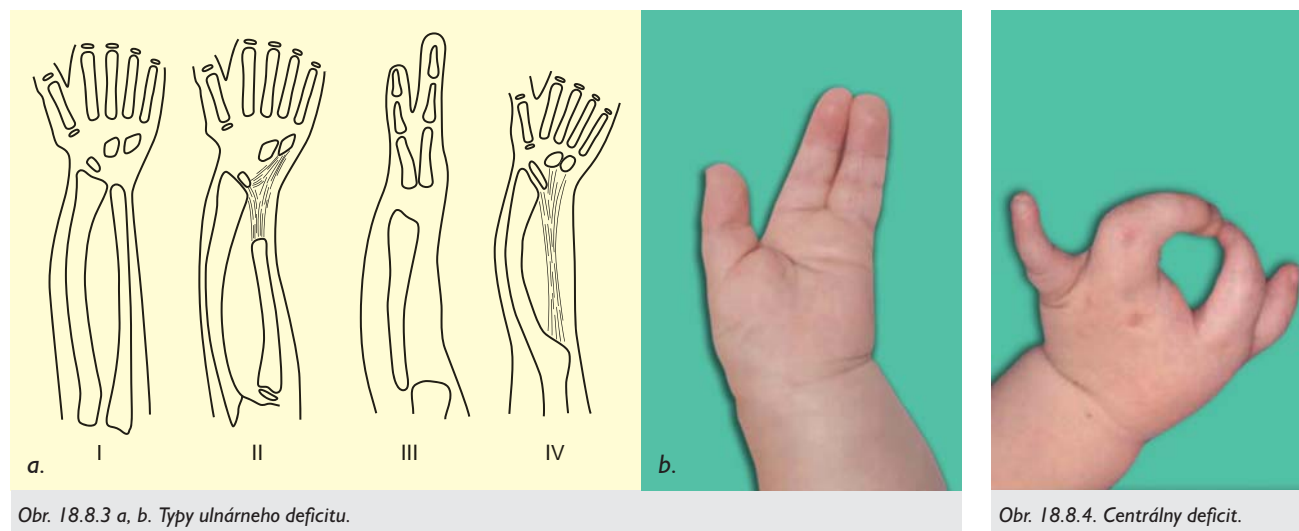 I II III IV
a.
b.
Obr. 18.8.3 a, b. Typy ulnárneho deficitu.
Obr. 18.8.4. Centrálny deficit.